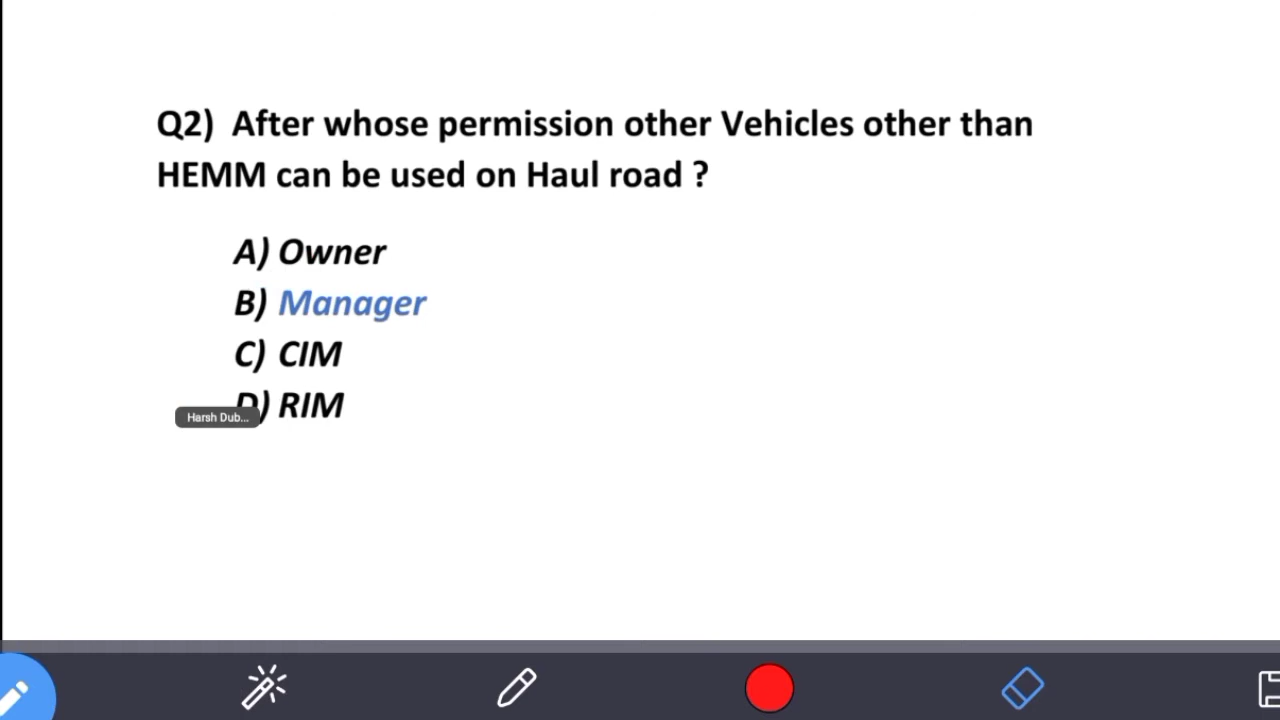 Q2) After whose permission other Vehicles other than
HEMM can be used on Haul road ?
A) Owner
B) Manager
C) CIM
D) RIM
Harsh Dub...